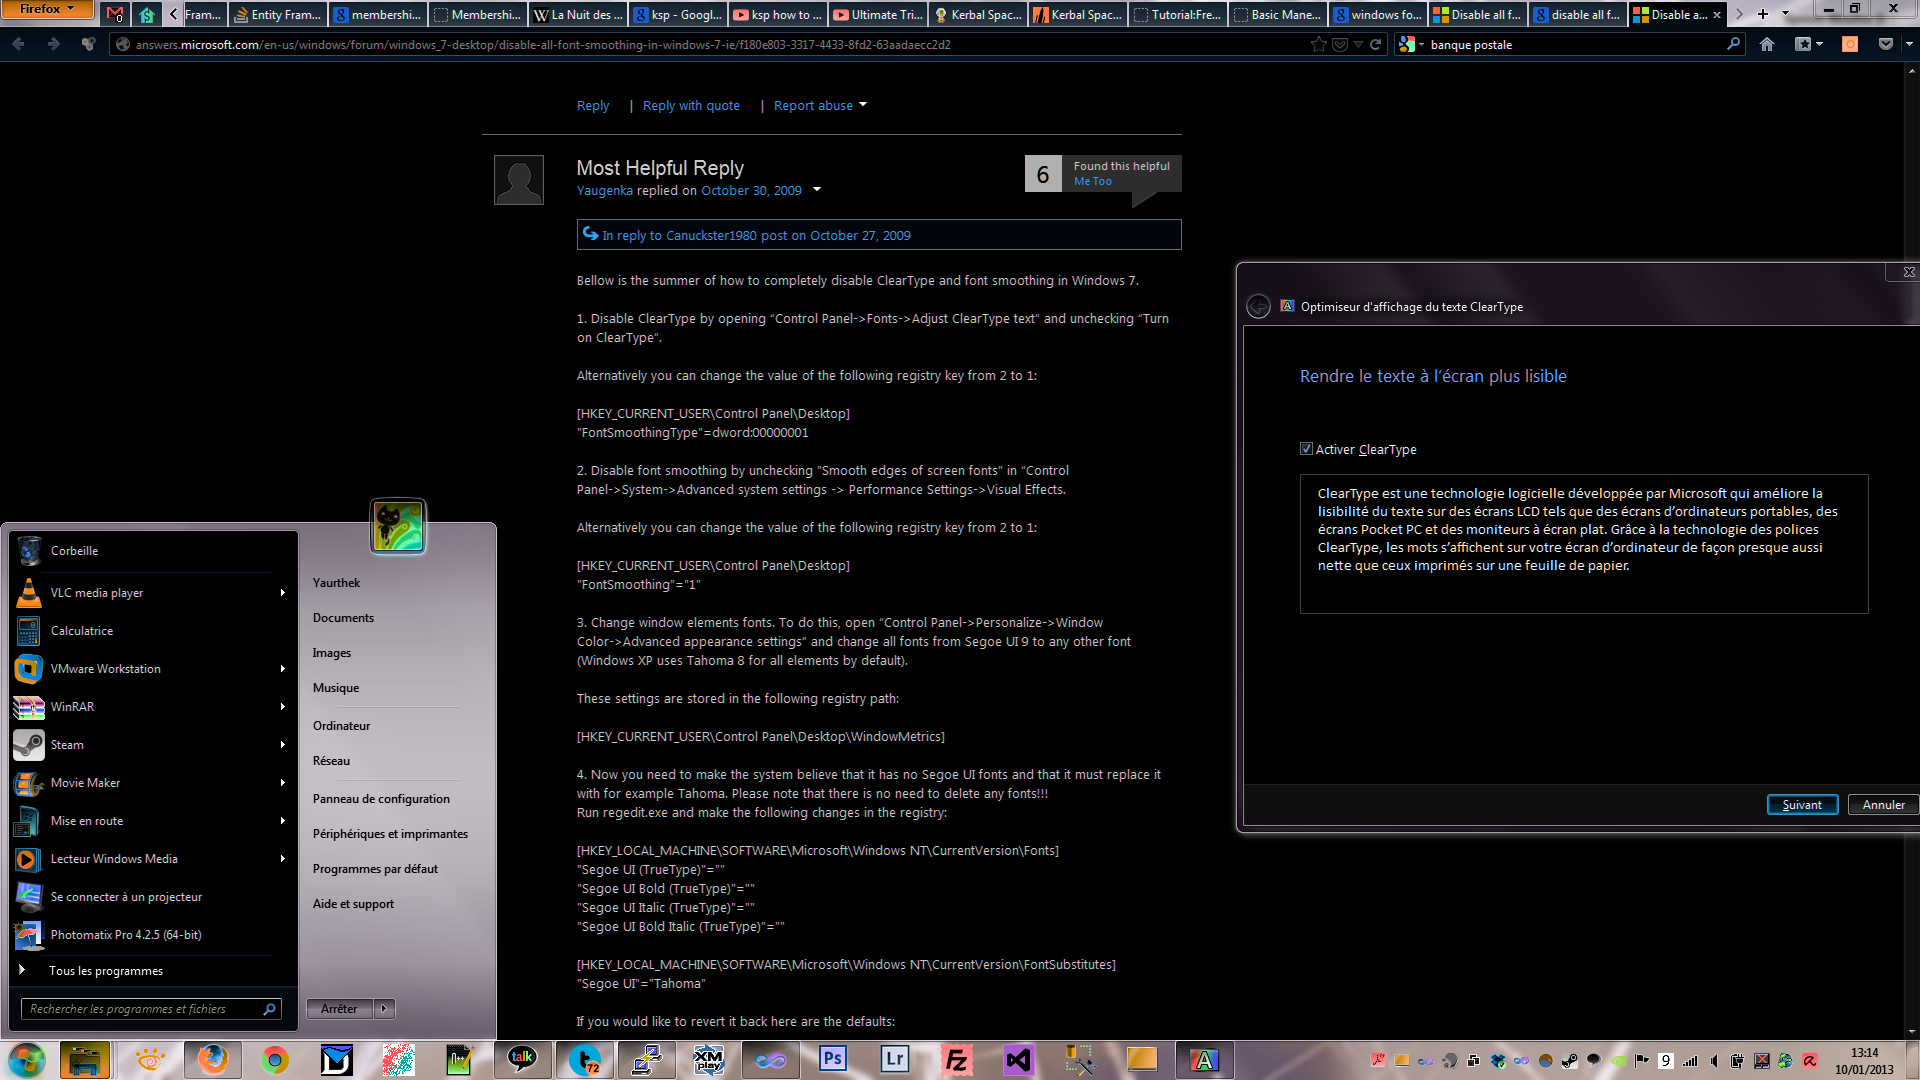 Firefox
Fram...
Entity Fram...
membershi...
Membershi...
La Nuit des ...
ksp - Googl...
ksp how to ...
Ultimate Tri...
Kerbal Spac...
Kerbal Spac...
Tutorial:Fre...
Basic Mane...
windows fo...
Disable all f...
disable all f...
Disable a...
answers.microsoft.com/en-us/windows/forum/windows_7-desktop/disable-all-font-smoothing-in-windows-7-ie/f180e803-3317-4433-8fd2-63aadaecc2d2
banque postale
Reply | Reply with quote | Report abuse
Most Helpful Reply
Yaugenka replied on October 30, 2009
6
Found this helpful
Me Too
In reply to Canuckster1980 post on October 27, 2009
Bellow is the summer of how to completely disable ClearType and font smoothing in Windows 7.
1. Disable ClearType by opening “Control Panel->Fonts->Adjust ClearType text” and unchecking “Turn
on ClearType”.
Alternatively you can change the value of the following registry key from 2 to 1:
[HKEY_CURRENT_USER\Control Panel\Desktop]
"FontSmoothingType"=dword:00000001
2. Disable font smoothing by unchecking "Smooth edges of screen fonts" in “Control
Panel->System->Advanced system settings -> Performance Settings->Visual Effects.
Alternatively you can change the value of the following registry key from 2 to 1:
[HKEY_CURRENT_USER\Control Panel\Desktop]
"FontSmoothing"="1"
3. Change window elements fonts. To do this, open “Control Panel->Personalize->Window
Color->Advanced appearance settings” and change all fonts from Segoe UI 9 to any other font
(Windows XP uses Tahoma 8 for all elements by default).
These settings are stored in the following registry path:
[HKEY_CURRENT_USER\Control Panel\Desktop\WindowMetrics]
4. Now you need to make the system believe that it has no Segoe UI fonts and that it must replace it
with for example Tahoma. Please note that there is no need to delete any fonts!!!
Run regedit.exe and make the following changes in the registry:
[HKEY_LOCAL_MACHINE\SOFTWARE\Microsoft\Windows NT\CurrentVersion\Fonts]
"Segoe UI (TrueType)"=""
"Segoe UI Bold (TrueType)"=""
"Segoe UI Italic (TrueType)"=""
"Segoe UI Bold Italic (TrueType)"=""
[HKEY_LOCAL_MACHINE\SOFTWARE\Microsoft\Windows NT\CurrentVersion\FontSubstitutes]
"Segoe UI"="Tahoma"
If you would like to revert it back here are the defaults:
Optimiseur d'affichage du texte ClearType
Rendre le texte à l'écran plus lisible
Activer ClearType
ClearType est une technologie logicielle développée par Microsoft qui améliore la
lisibilité du texte sur des écrans LCD tels que des écrans d’ordinateurs portables, des
écrans Pocket PC et des moniteurs à écran plat. Grâce à la technologie des polices
ClearType, les mots s’affichent sur votre écran d’ordinateur de façon presque aussi
nette que ceux imprimés sur une feuille de papier.
Suivant
Annuler
Corbeille
VLC media player
Calculatrice
VMware Workstation
WinRAR
Steam
Movie Maker
Mise en route
Lecteur Windows Media
Se connecter à un projecteur
Photomatix Pro 4.2.5 (64-bit)
Tous les programmes
Rechercher les programmes et fichiers
Yaurthek
Documents
Images
Musique
Ordinateur
Réseau
Panneau de configuration
Périphériques et imprimantes
Programmes par défaut
Aide et support
Arrêter
talk
72
XM
play
Ps
Lr
Fz
A
9
13:14
10/01/2013